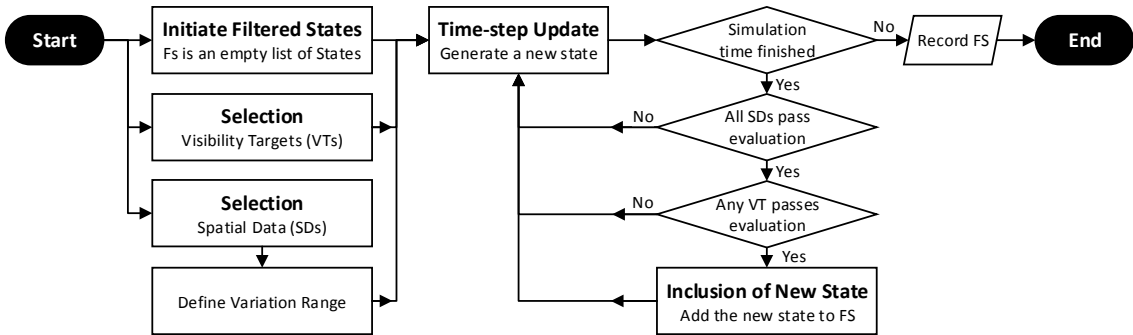 Start
Initiate Filtered States
Fs is an empty list of States
Selection
Visibility Targets (VTs)
Selection
Spatial Data (SDs)
Define Variation Range
Time-step Update
Generate a new state
Simulation
time finished
No
Record FS
End
Yes
All SDs pass
evaluation
No
Yes
Any VT passes
evaluation
No
Yes
Inclusion of New State
Add the new state to FS